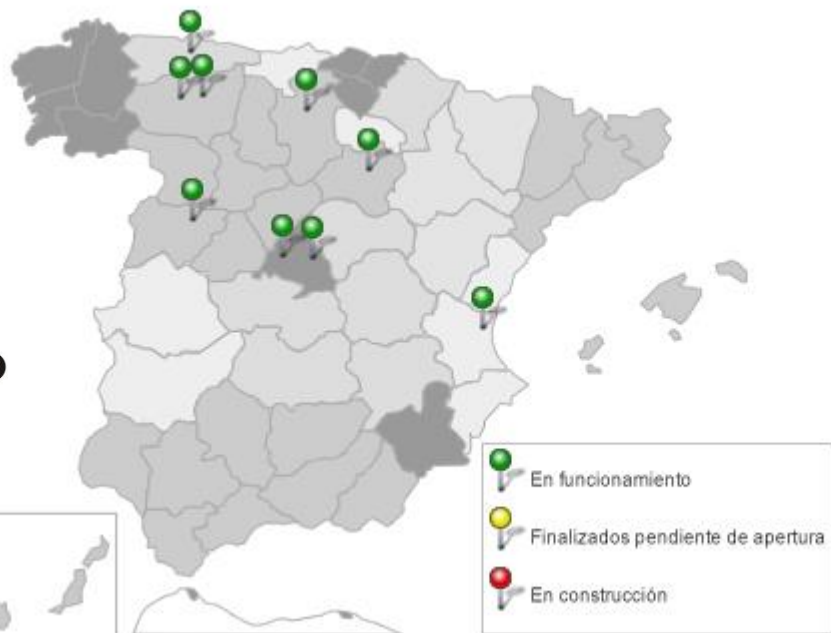 En funcionamiento
Finalizados pendiente de apertura
En construcción